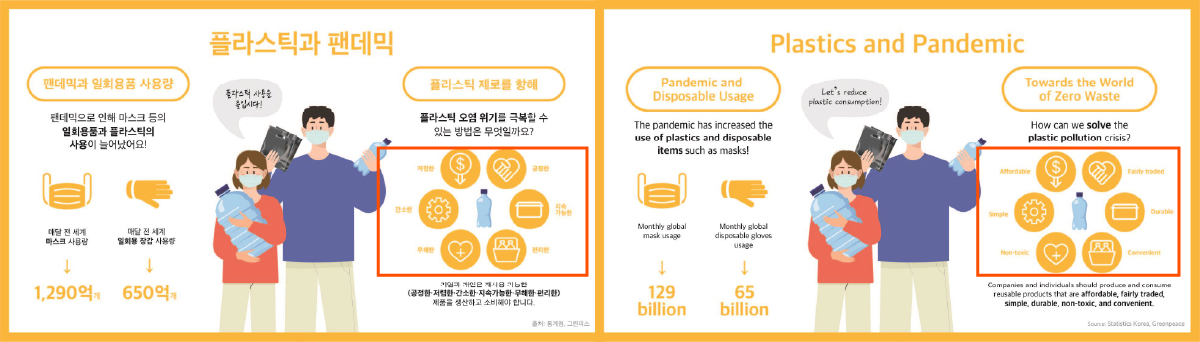 플라스틱과 팬데믹
팬데믹과 일회용품 사용량
팬데믹으로 인해 마스크 등의
일회용품과 플라스틱의
사용이 늘어났어요!
매달 전 세계
마스크 사용량
↓
1,290억개
매달 전 세계
일회용 장갑 사용량
↓
650억개
플라스틱 사용을
줄입시다!
플라스틱 제로를 향해
플라스틱 오염 위기를 극복할 수
있는 방법은 무엇일까요?
저렴한
공정한
간소한
지속
가능한
무해한
편리한
(공정한·저렴한·간소한·지속가능한·무해한·편리한)
제품을 생산하고 소비해야 합니다.
출처: 통계청, 그린피스
Plastics and Pandemic
Pandemic and
Disposable Usage
The pandemic has increased the
use of plastics and disposable
items such as masks!
Monthly global
mask usage
↓
129
billion
Monthly global
disposable gloves
usage
↓
65
billion
Let's reduce
plastic consumption!
Towards the World
of Zero Waste
How can we solve the
plastic pollution crisis?
Affordable
Fairly traded
Simple
Durable
Non-toxic
Convenient
Companies and individuals should produce and consume
reusable products that are affordable, fairly traded,
simple, durable, non-toxic, and convenient.
Source: Statistics Korea, Greenpeace